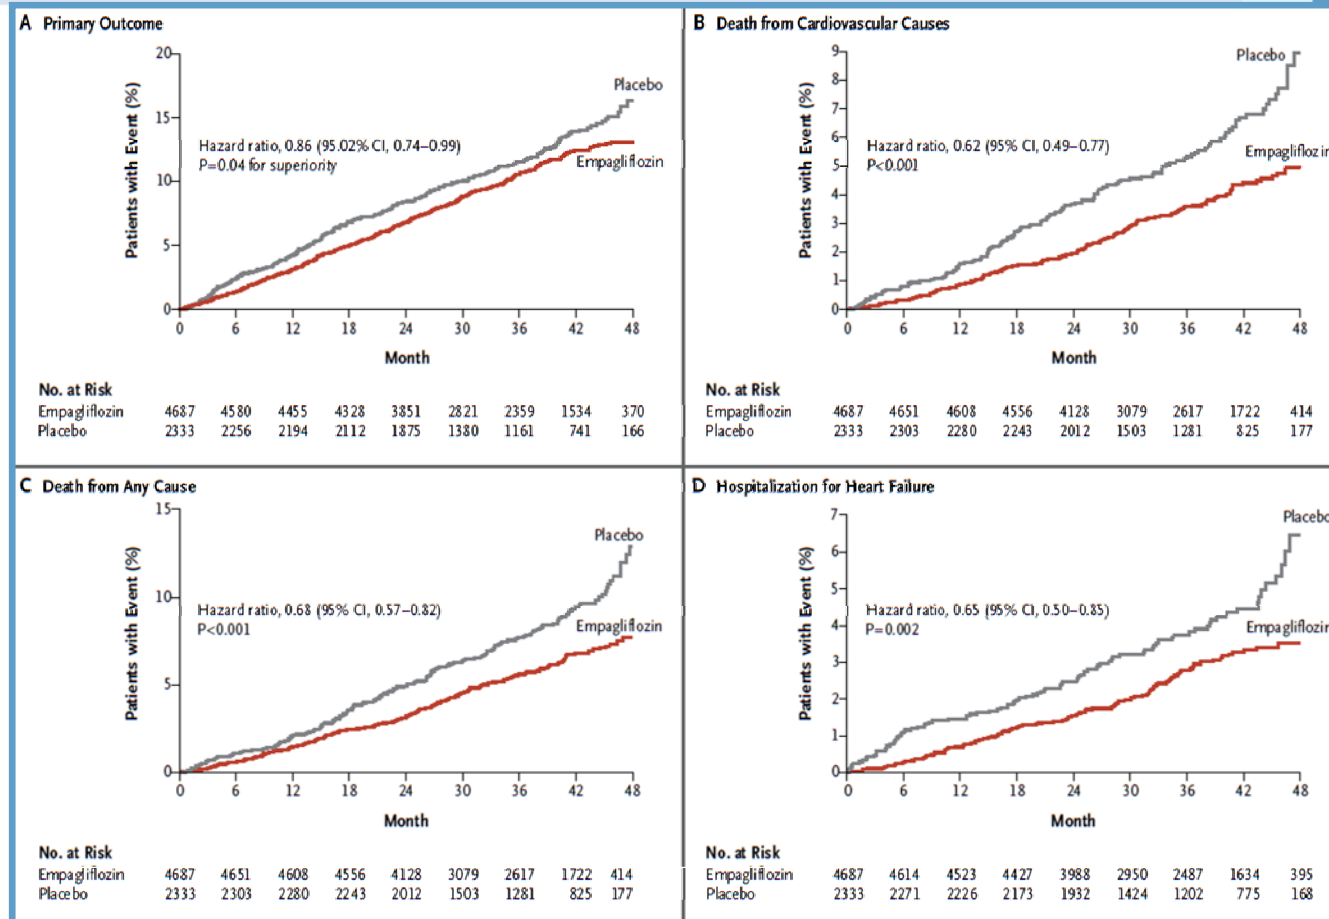 A Primary Outcome
20
15
10
5
0
Patients with Event (%)
Placebo
Hazard ratio, 0.86 (95.02% CI, 0.74–0.99)
P=0.04 for superiority
Empagliflozin
0 6 12 18 24 30 36 42 48
Month
No. at Risk
Empagliflozin 4687 4580 4455 4328 3851 2821 2359 1534 370
Placebo 2333 2256 2194 2112 1875 1380 1161 741 166
B Death from Cardiovascular Causes
9
8
7
6
5
4
3
2
1
0
Patients with Event (%)
Placebo
Hazard ratio, 0.62 (95% CI, 0.49–0.77)
P<0.001
Empagliflozin
0 6 12 18 24 30 36 42 48
Month
No. at Risk
Empagliflozin 4687 4651 4608 4556 4128 3079 2617 1722 414
Placebo 2333 2303 2280 2243 2012 1503 1281 825 177
C Death from Any Cause
15
10
5
0
Patients with Event (%)
Placebo
Hazard ratio, 0.68 (95% CI, 0.57–0.82)
P<0.001
Empagliflozin
0 6 12 18 24 30 36 42 48
Month
No. at Risk
Empagliflozin 4687 4651 4608 4556 4128 3079 2617 1722 414
Placebo 2333 2303 2280 2243 2012 1503 1281 825 177
D Hospitalization for Heart Failure
7
6
5
4
3
2
1
0
Patients with Event (%)
Placebo
Hazard ratio, 0.65 (95% CI, 0.50–0.85)
P=0.002
Empagliflozin
0 6 12 18 24 30 36 42 48
Month
No. at Risk
Empagliflozin 4687 4614 4523 4427 3988 2950 2487 1634 395
Placebo 2333 2271 2226 2173 1932 1424 1202 775 168